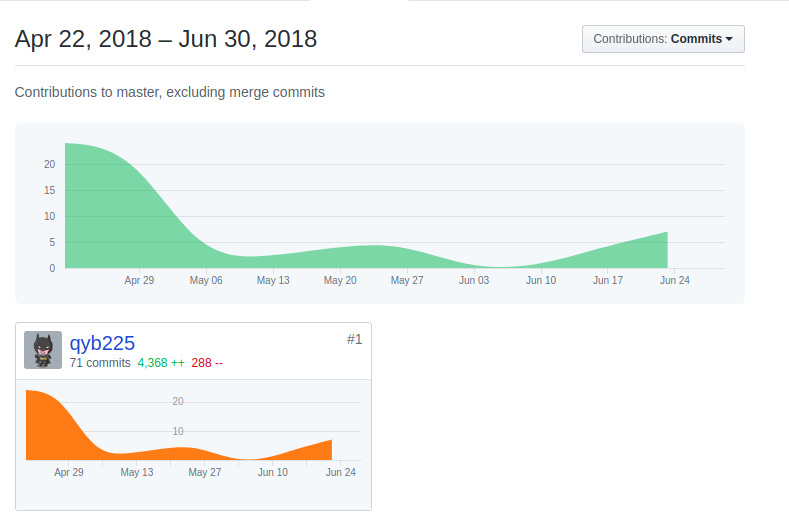 Apr 22, 2018 – Jun 30, 2018
Contributions: Commits
Contributions to master, excluding merge commits
20
15
10
5
0
Apr 29 May 06 May 13 May 20 May 27 Jun 03 Jun 10 Jun 17 Jun 24
qyb225 #1
71 commits 4,368 ++ 288 --
20
10
Apr 29 May 13 May 27 Jun 10 Jun 24